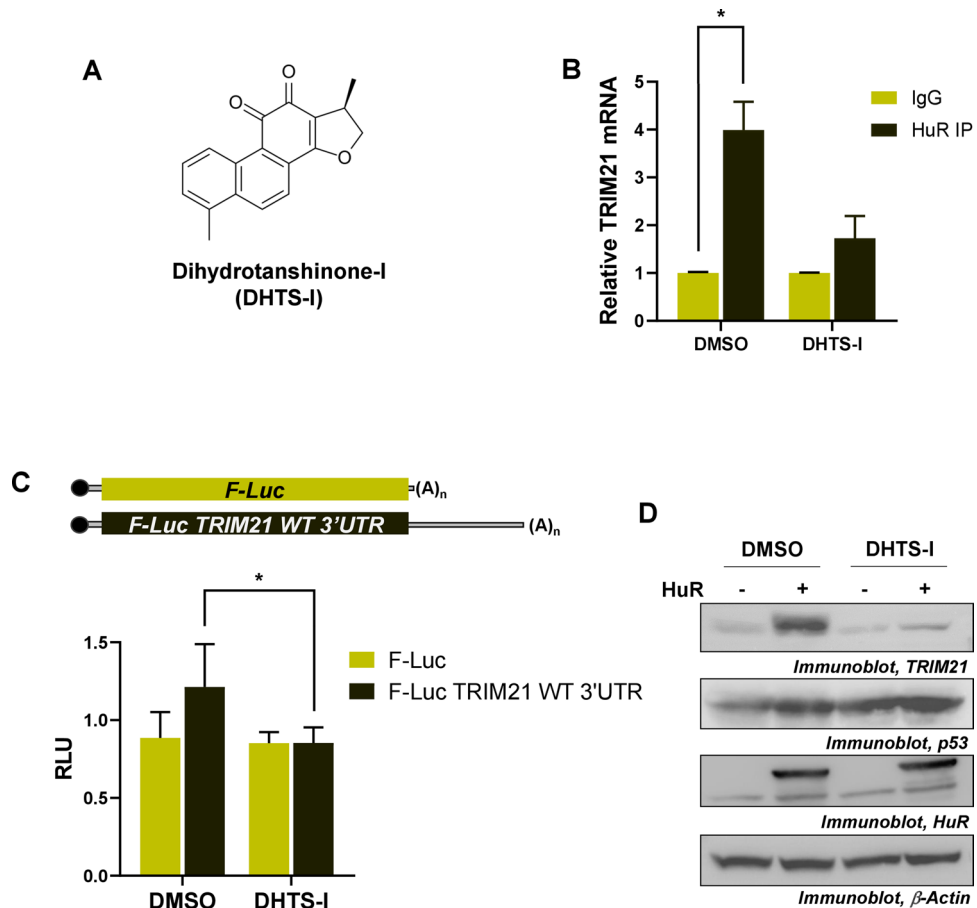 A
O
O
O
Dihydrotanshinone-I
(DHTS-I)
B
*
Relative TRIM21 mRNA
5
4
3
2
1
0
DMSO
DHTS-I
IgG
HuR IP
C
F-Luc
(A)n
F-Luc TRIM21 WT 3'UTR
(A)n
*
RLU
1.5
1.0
0.5
0.0
DMSO
DHTS-I
F-Luc
F-Luc TRIM21 WT 3'UTR
D
DMSO DHTS-I
HuR - + - +
Immunoblot, TRIM21
Immunoblot, p53
Immunoblot, HuR
Immunoblot, β-Actin